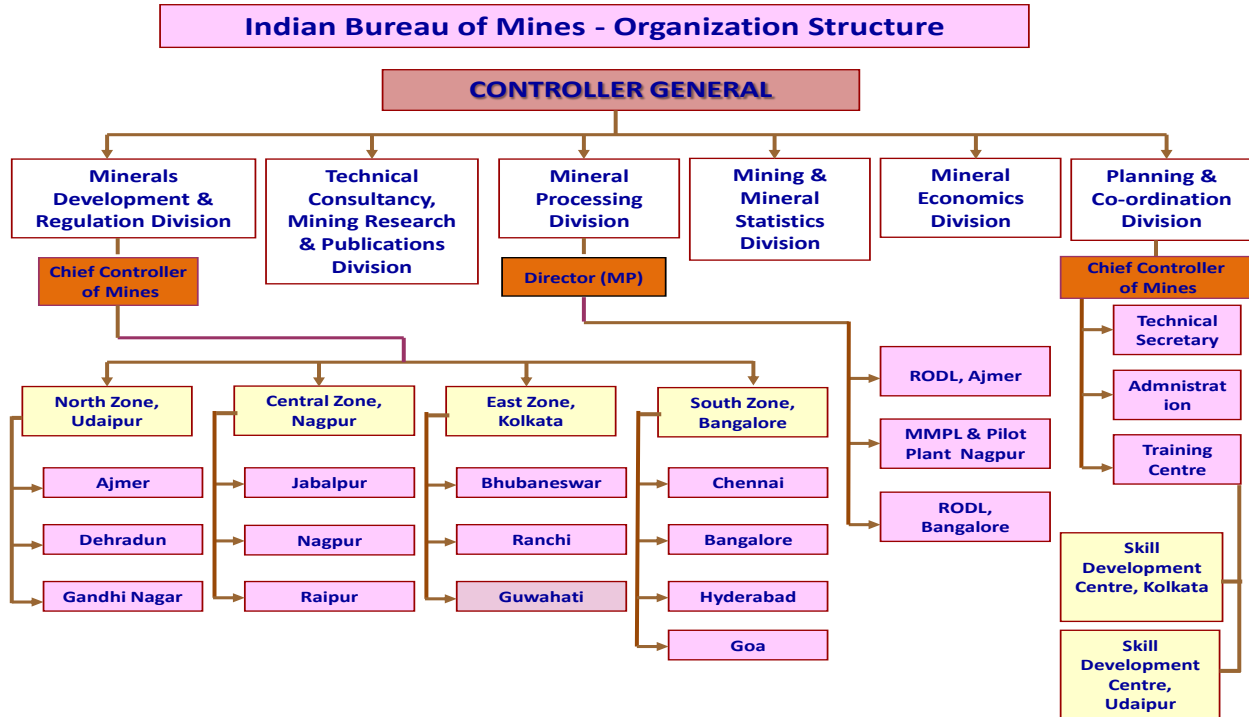 Indian Bureau of Mines - Organization Structure
CONTROLLER GENERAL
Minerals
Development &
Regulation Division
Technical
Consultancy,
Mining Research
& Publications
Division
Mineral
Processing
Division
Mining &
Mineral
Statistics
Division
Mineral
Economics
Division
Planning &
Co-ordination
Division
Chief Controller
of Mines
Director (MP)
Chief Controller
of Mines
Technical
Secretary
Admnistrat
ion
Training
Centre
RODL, Ajmer
MMPL & Pilot
Plant Nagpur
RODL,
Bangalore
North Zone,
Udaipur
Central Zone,
Nagpur
East Zone,
Kolkata
South Zone,
Bangalore
Ajmer
Dehradun
Gandhi Nagar
Jabalpur
Nagpur
Raipur
Bhubaneswar
Ranchi
Guwahati
Chennai
Bangalore
Hyderabad
Goa
Skill
Development
Centre, Kolkata
Skill
Development
Centre,
Udaipur